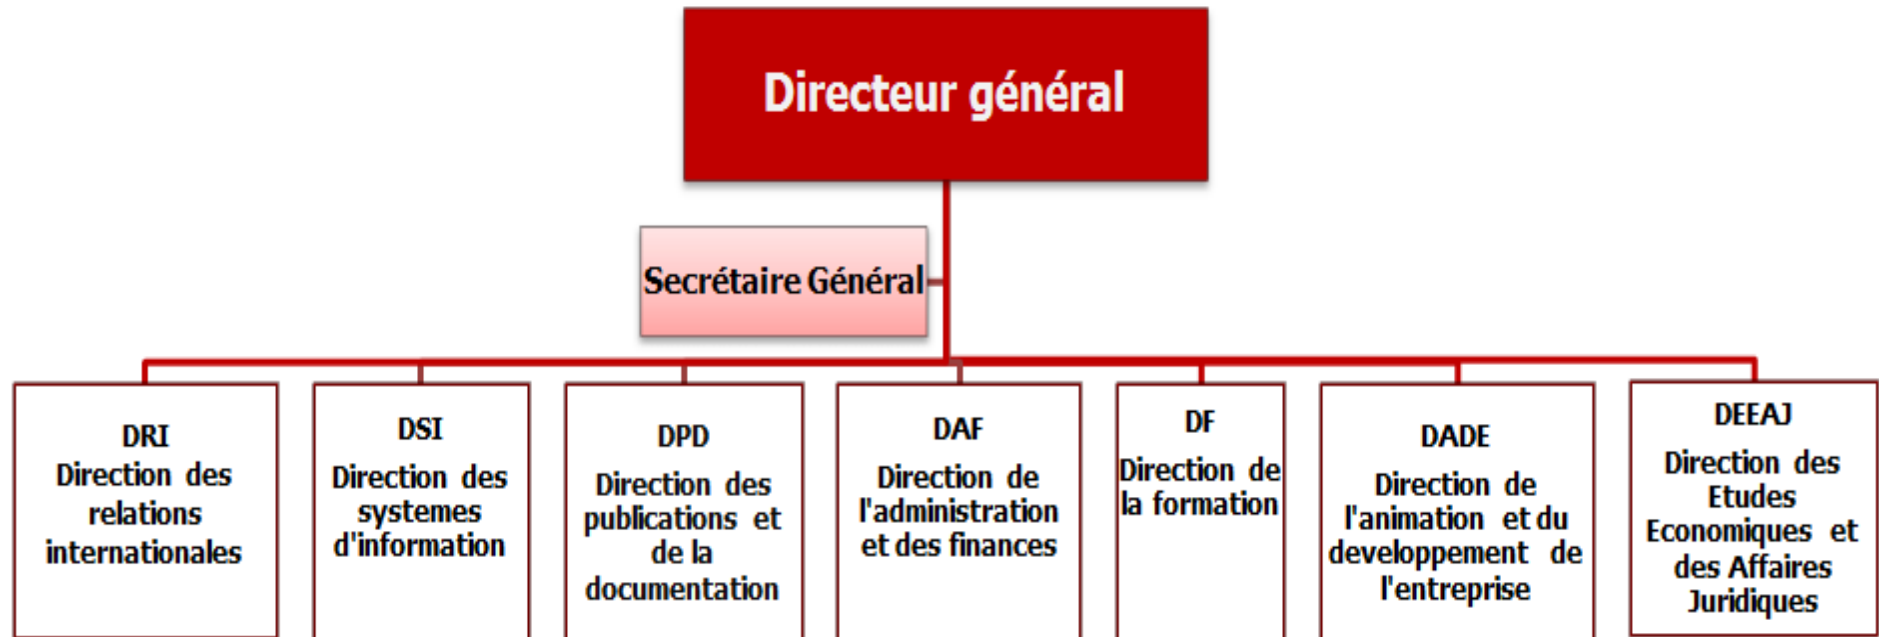 Directeur général
Secrétaire Général
DRI
Direction des
relations
internationales
DSI
Direction des
systemes
d'information
DPD
Direction des
publications et
de la
documentation
DAF
Direction de
l'administration
et des finances
DF
Direction de
la formation
DADE
Direction de
l'animation et du
developpement de
l'entreprise
DEEAJ
Direction des
Etudes
Economiques et
des Affaires
Juridiques